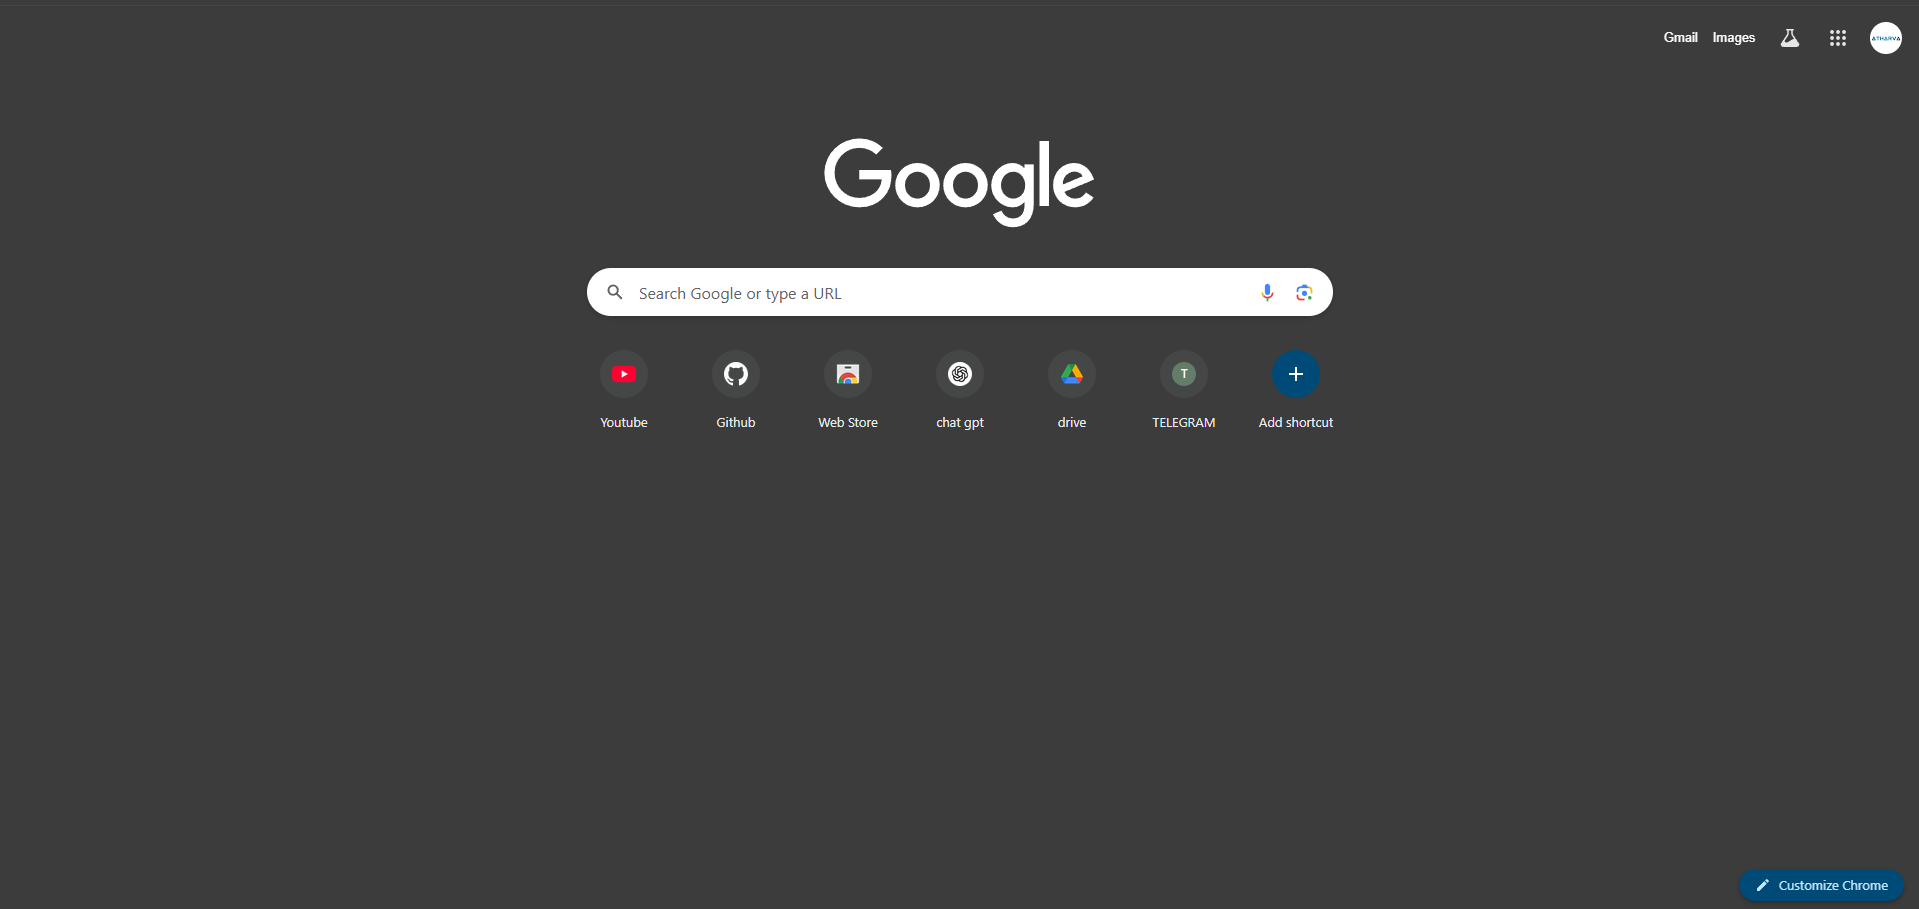 Gmail Images
ATHARVA
Google
Search Google or type a URL
T
Youtube Github Web Store chat gpt drive TELEGRAM Add shortcut
Customize Chrome